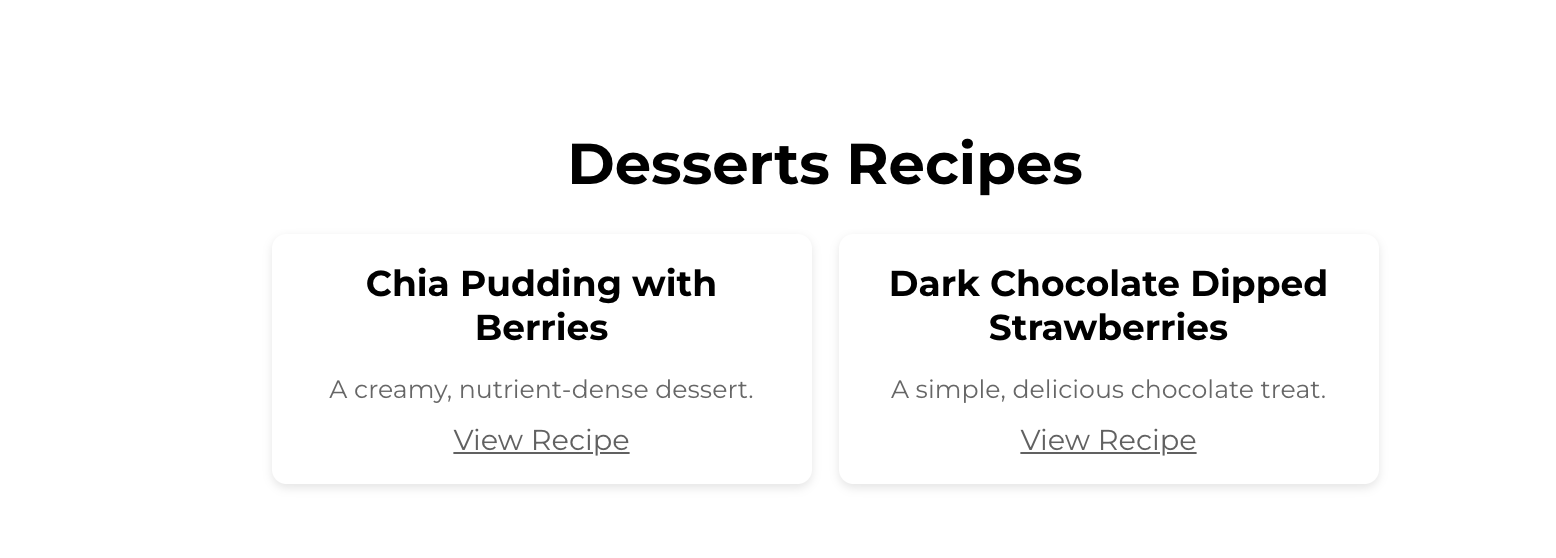 Desserts Recipes
Chia Pudding with
Berries
A creamy, nutrient-dense dessert.
View Recipe
Dark Chocolate Dipped
Strawberries
A simple, delicious chocolate treat.
View Recipe